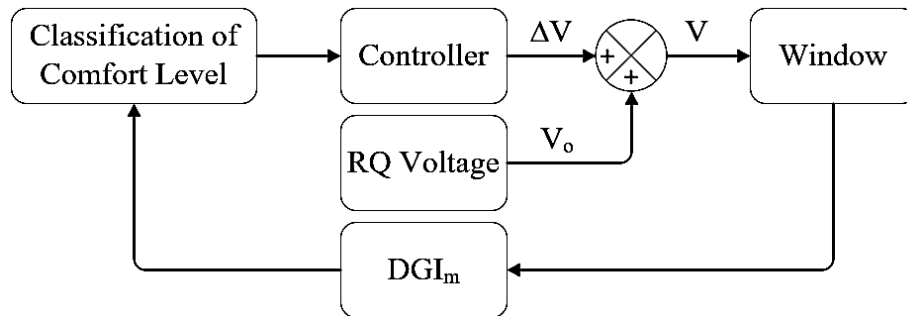 Classification of
Comfort Level
Controller
ΔV
+
+
V
Window
RQ Voltage
Vₒ
DGIₘ